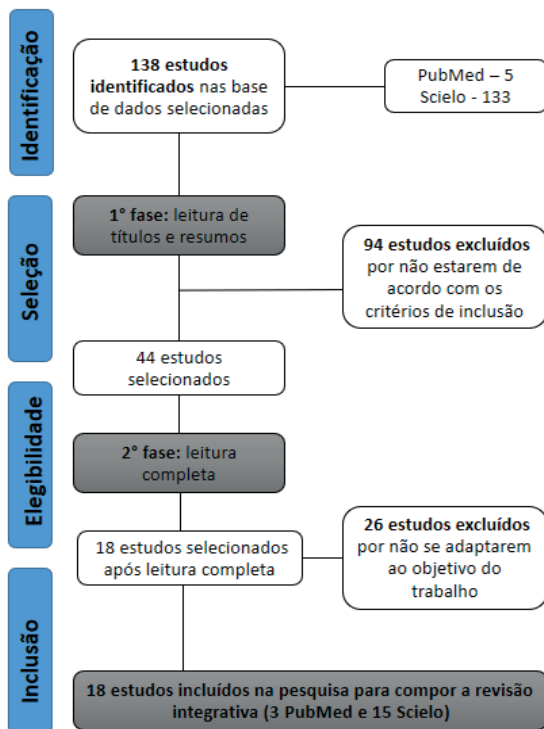 Identificação
138 estudos
identificados nas base
de dados selecionadas
PubMed – 5
Scielo - 133
Seleção
1° fase: leitura de
títulos e resumos
94 estudos excluídos
por não estarem de
acordo com os
critérios de inclusão
44 estudos
selecionados
Elegibilidade
2° fase: leitura
completa
18 estudos selecionados
após leitura completa
26 estudos excluídos
por não se adaptarem
ao objetivo do
trabalho
Inclusão
18 estudos incluídos na pesquisa para compor a revisão
integrativa (3 PubMed e 15 Scielo)